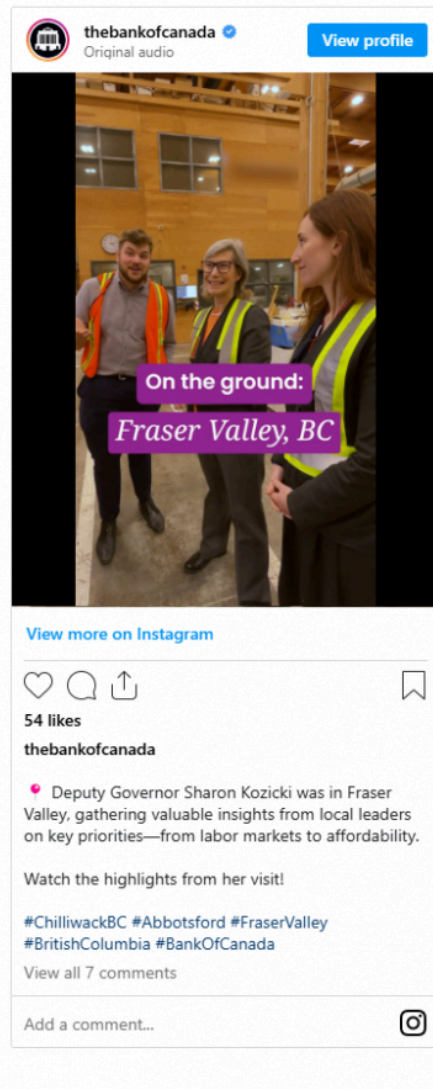 thebankofcanada
Original audio
View profile
On the ground:
Fraser Valley, BC
View more on Instagram
54 likes
thebankofcanada
📍 Deputy Governor Sharon Kozicki was in Fraser
Valley, gathering valuable insights from local leaders
on key priorities—from labor markets to affordability.
Watch the highlights from her visit!
#ChilliwackBC #Abbotsford #FraserValley
#BritishColumbia #BankOfCanada
View all 7 comments
Add a comment...